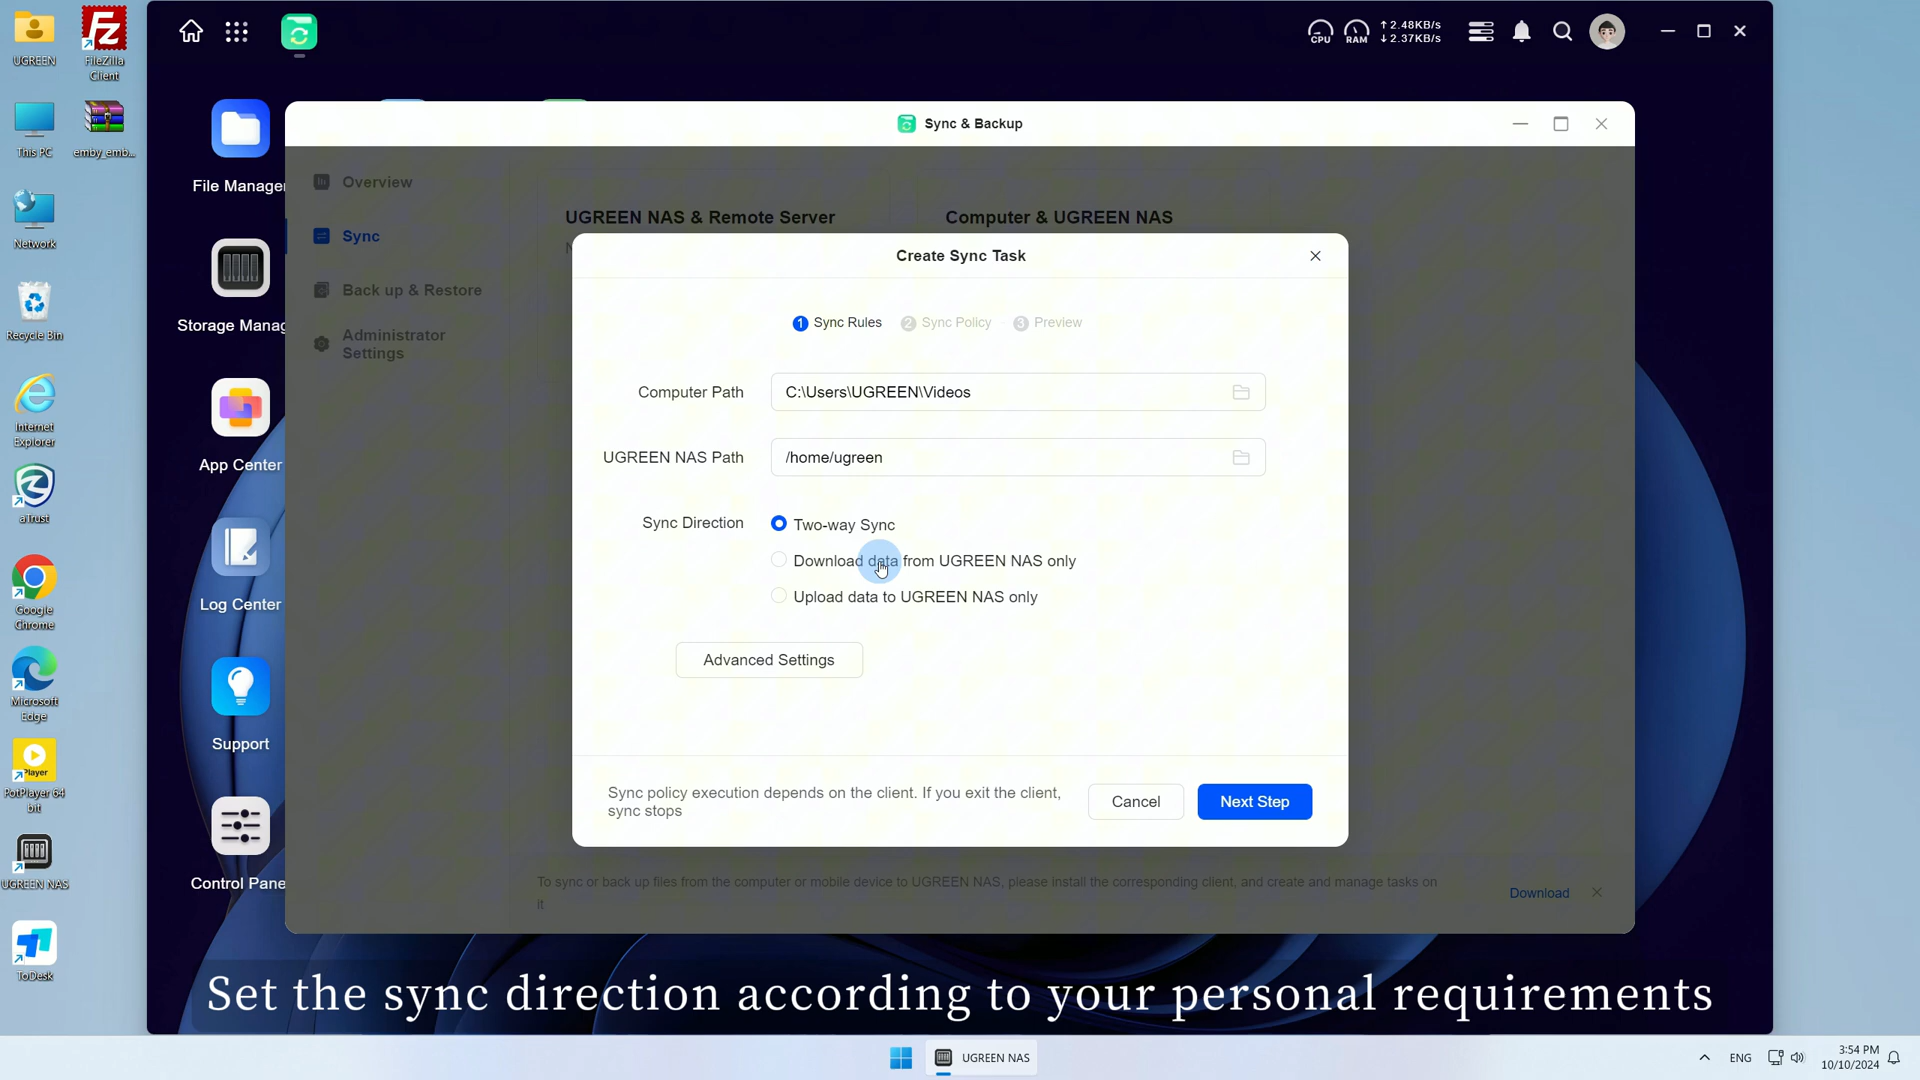 UGREEN
FileZilla
Client
This PC
emby_emb...
Network
Recycle Bin
Internet
Explorer
aTrust
Google
Chrome
Microsoft
Edge
Player
PotPlayer 64
bit
UGREEN NAS
ToDesk
CPU
RAM
↑ 2.48KB/s
↓ 2.37KB/s
File Manage
Storage Manag
App Center
Log Center
Support
Control Pane
Sync & Backup
Overview
Sync
Back up & Restore
Administrator
Settings
UGREEN NAS & Remote Server
Computer & UGREEN NAS
Create Sync Task
1 Sync Rules 2 Sync Policy 3 Preview
Computer Path C:\Users\UGREEN\Videos
UGREEN NAS Path /home/ugreen
Sync Direction Two-way Sync
Download data from UGREEN NAS only
Upload data to UGREEN NAS only
Advanced Settings
Sync policy execution depends on the client. If you exit the client,
sync stops
Cancel
Next Step
To sync or back up files from the computer or mobile device to UGREEN NAS, please install the corresponding client, and create and manage tasks on
it
Download
Set the sync direction according to your personal requirements
UGREEN NAS
ENG
3:54 PM
10/10/2024